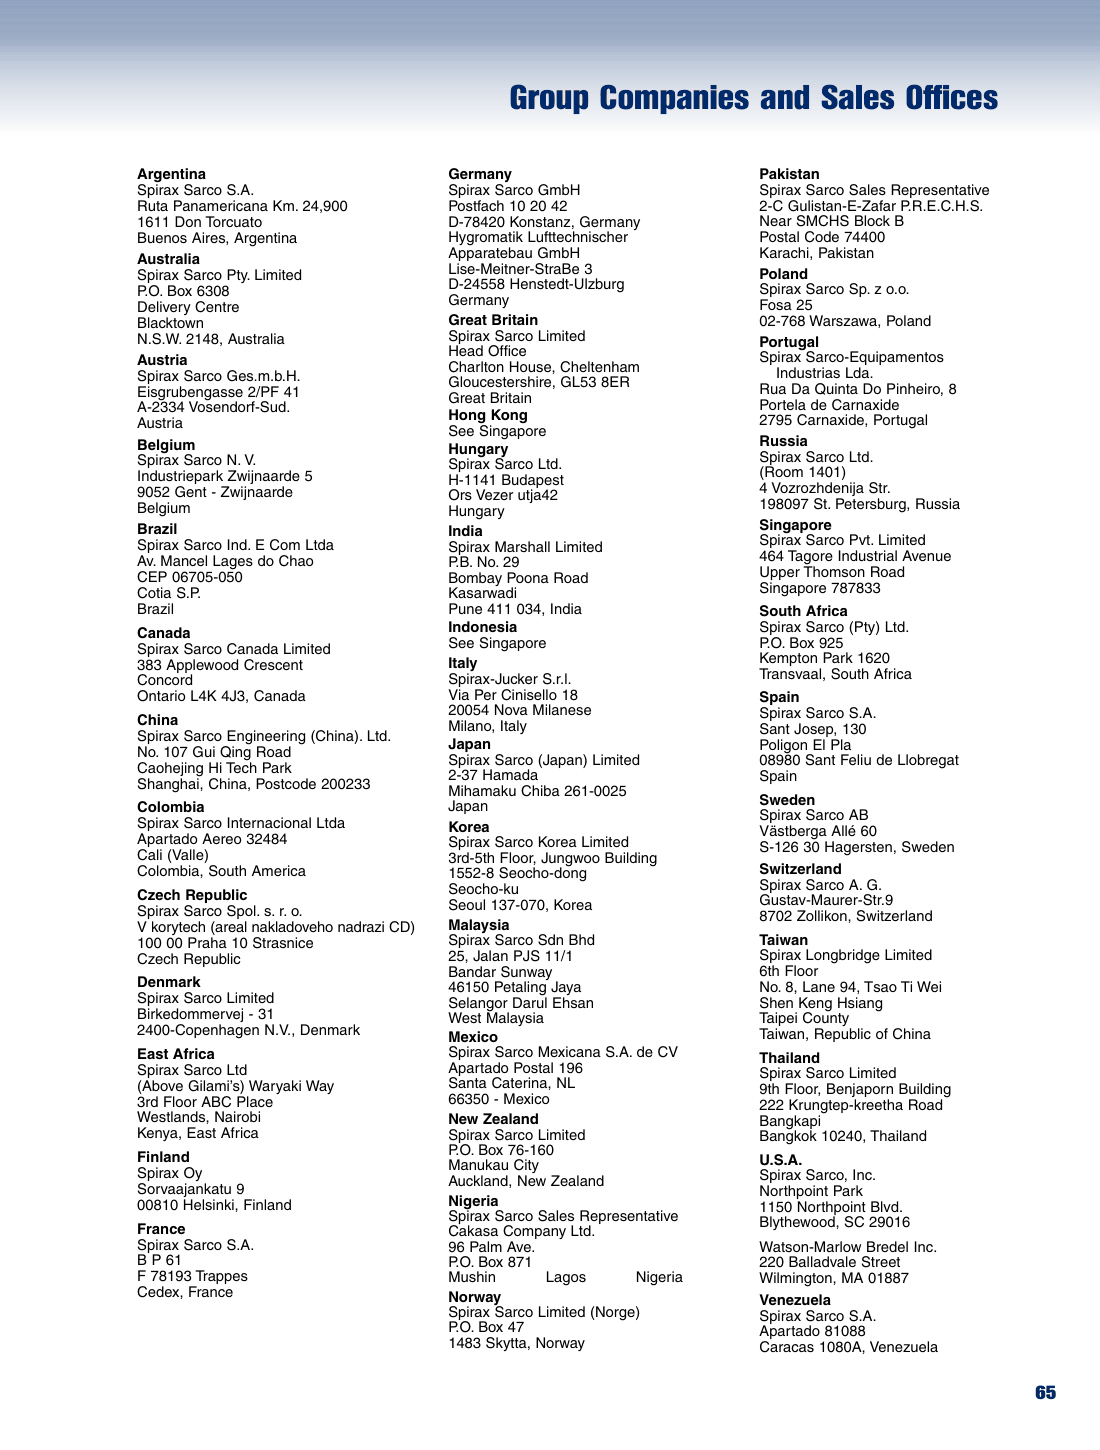 Group Companies and Sales Offices
Argentina
Spirax Sarco S.A.
Ruta Panamericana Km. 24,900
1611 Don Torcuato
Buenos Aires, Argentina
Australia
Spirax Sarco Pty. Limited
P.O. Box 6308
Delivery Centre
Blacktown
N.S.W. 2148, Australia
Austria
Spirax Sarco Ges.m.b.H.
Eisgrubengasse 2/PF 41
A-2334 Vosendorf-Sud.
Austria
Belgium
Spirax Sarco N. V.
Industriepark Zwijnaarde 5
9052 Gent - Zwijnaarde
Belgium
Brazil
Spirax Sarco Ind. E Com Ltda
Av. Mancel Lages do Chao
CEP 06705-050
Cotia S.P.
Brazil
Canada
Spirax Sarco Canada Limited
383 Applewood Crescent
Concord
Ontario L4K 4J3, Canada
China
Spirax Sarco Engineering (China). Ltd.
No. 107 Gui Qing Road
Caohejing Hi Tech Park
Shanghai, China, Postcode 200233
Colombia
Spirax Sarco Internacional Ltda
Apartado Aereo 32484
Cali (Valle)
Colombia, South America
Czech Republic
Spirax Sarco Spol. s. r. o.
V korytech (areal nakladoveho nadrazi CD)
100 00 Praha 10 Strasnice
Czech Republic
Denmark
Spirax Sarco Limited
Birkedommervej - 31
2400-Copenhagen N.V., Denmark
East Africa
Spirax Sarco Ltd
(Above Gilami's) Waryaki Way
3rd Floor ABC Place
Westlands, Nairobi
Kenya, East Africa
Finland
Spirax Oy
Sorvaajankatu 9
00810 Helsinki, Finland
France
Spirax Sarco S.A.
B P 61
F 78193 Trappes
Cedex, France
Germany
Spirax Sarco GmbH
Postfach 10 20 42
D-78420 Konstanz, Germany
Hygromatik Lufttechnischer
Apparatebau GmbH
Lise-Meitner-StraBe 3
D-24558 Henstedt-Ulzburg
Germany
Great Britain
Spirax Sarco Limited
Head Office
Charlton House, Cheltenham
Gloucestershire, GL53 8ER
Great Britain
Hong Kong
See Singapore
Hungary
Spirax Sarco Ltd.
H-1141 Budapest
Ors Vezer utja42
Hungary
India
Spirax Marshall Limited
P.B. No. 29
Bombay Poona Road
Kasarwadi
Pune 411 034, India
Indonesia
See Singapore
Italy
Spirax-Jucker S.r.l.
Via Per Cinisello 18
20054 Nova Milanese
Milano, Italy
Japan
Spirax Sarco (Japan) Limited
2-37 Hamada
Mihamaku Chiba 261-0025
Japan
Korea
Spirax Sarco Korea Limited
3rd-5th Floor, Jungwoo Building
1552-8 Seocho-dong
Seocho-ku
Seoul 137-070, Korea
Malaysia
Spirax Sarco Sdn Bhd
25, Jalan PJS 11/1
Bandar Sunway
46150 Petaling Jaya
Selangor Darul Ehsan
West Malaysia
Mexico
Spirax Sarco Mexicana S.A. de CV
Apartado Postal 196
Santa Caterina, NL
66350 - Mexico
New Zealand
Spirax Sarco Limited
P.O. Box 76-160
Manukau City
Auckland, New Zealand
Nigeria
Spirax Sarco Sales Representative
Cakasa Company Ltd.
96 Palm Ave.
P.O. Box 871
Mushin Lagos Nigeria
Norway
Spirax Sarco Limited (Norge)
P.O. Box 47
1483 Skytta, Norway
Pakistan
Spirax Sarco Sales Representative
2-C Gulistan-E-Zafar P.R.E.C.H.S.
Near SMCHS Block B
Postal Code 74400
Karachi, Pakistan
Poland
Spirax Sarco Sp. z o.o.
Fosa 25
02-768 Warszawa, Poland
Portugal
Spirax Sarco-Equipamentos
Industrias Lda.
Rua Da Quinta Do Pinheiro, 8
Portela de Carnaxide
2795 Carnaxide, Portugal
Russia
Spirax Sarco Ltd.
(Room 1401)
4 Vozrozhdenija Str.
198097 St. Petersburg, Russia
Singapore
Spirax Sarco Pvt. Limited
464 Tagore Industrial Avenue
Upper Thomson Road
Singapore 787833
South Africa
Spirax Sarco (Pty) Ltd.
P.O. Box 925
Kempton Park 1620
Transvaal, South Africa
Spain
Spirax Sarco S.A.
Sant Josep, 130
Poligon El Pla
08980 Sant Feliu de Llobregat
Spain
Sweden
Spirax Sarco AB
Västberga Allé 60
S-126 30 Hagersten, Sweden
Switzerland
Spirax Sarco A. G.
Gustav-Maurer-Str.9
8702 Zollikon, Switzerland
Taiwan
Spirax Longbridge Limited
6th Floor
No. 8, Lane 94, Tsao Ti Wei
Shen Keng Hsiang
Taipei County
Taiwan, Republic of China
Thailand
Spirax Sarco Limited
9th Floor, Benjaporn Building
222 Krungtep-kreetha Road
Bangkapi
Bangkok 10240, Thailand
U.S.A.
Spirax Sarco, Inc.
Northpoint Park
1150 Northpoint Blvd.
Blythewood, SC 29016
Watson-Marlow Bredel Inc.
220 Balladvale Street
Wilmington, MA 01887
Venezuela
Spirax Sarco S.A.
Apartado 81088
Caracas 1080A, Venezuela
65